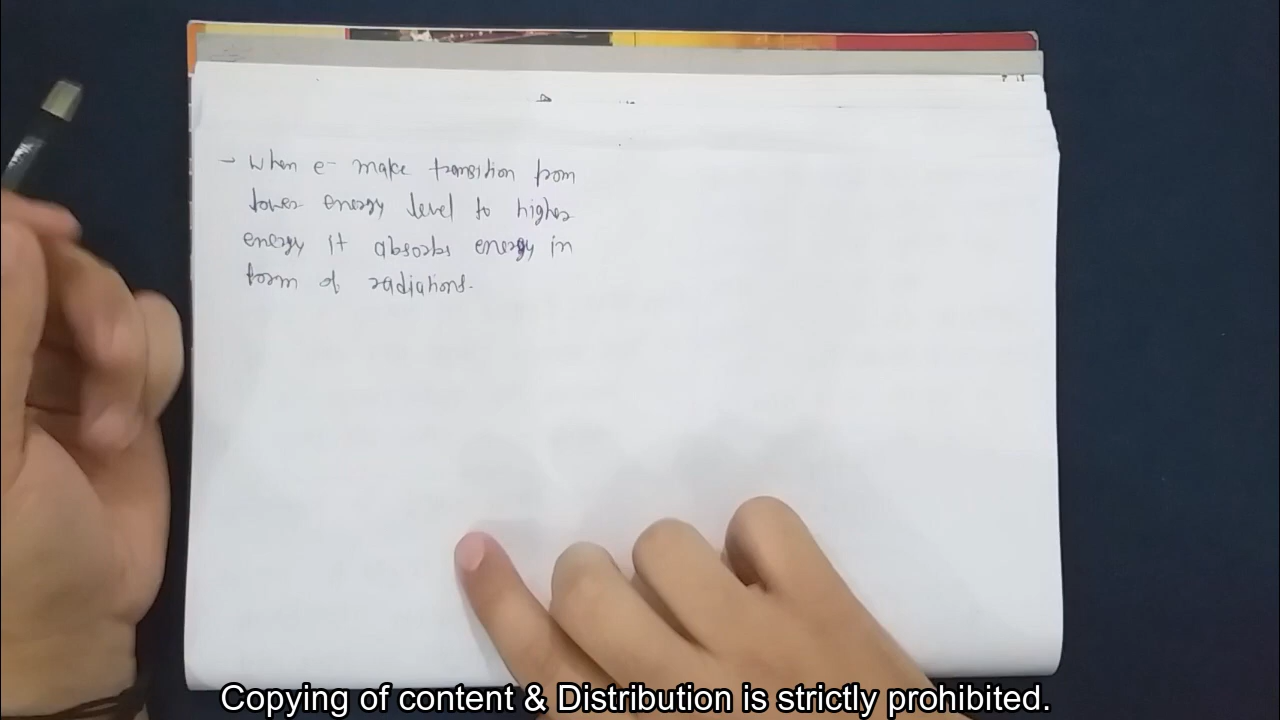 → When e- make transition from
lower energy level to higher
energy it absorbs energy in
form of radiations.
Copying of content & Distribution is strictly prohibited.